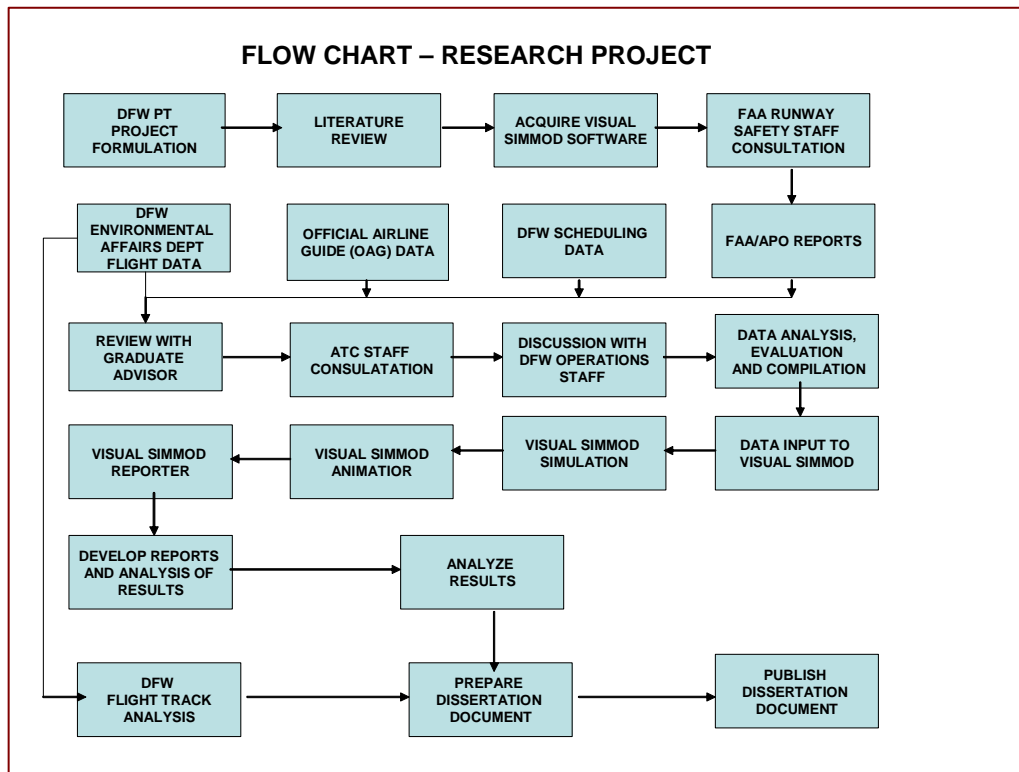 FLOW CHART – RESEARCH PROJECT
DFW PT
PROJECT
FORMULATION
LITERATURE
REVIEW
ACQUIRE VISUAL
SIMMOD SOFTWARE
FAA RUNWAY
SAFETY STAFF
CONSULTATION
DFW
ENVIRONMENTAL
AFFAIRS DEPT
FLIGHT DATA
OFFICIAL AIRLINE
GUIDE (OAG) DATA
DFW SCHEDULING
DATA
FAA/APO REPORTS
REVIEW WITH
GRADUATE
ADVISOR
ATC STAFF
CONSULATATION
DISCUSSION WITH
DFW OPERATIONS
STAFF
DATA ANALYSIS,
EVALUATION
AND COMPILATION
VISUAL SIMMOD
REPORTER
VISUAL SIMMOD
ANIMATIOR
VISUAL SIMMOD
SIMULATION
DATA INPUT TO
VISUAL SIMMOD
DEVELOP REPORTS
AND ANALYSIS OF
RESULTS
ANALYZE
RESULTS
DFW
FLIGHT TRACK
ANALYSIS
PREPARE
DISSERTATION
DOCUMENT
PUBLISH
DISSERTATION
DOCUMENT